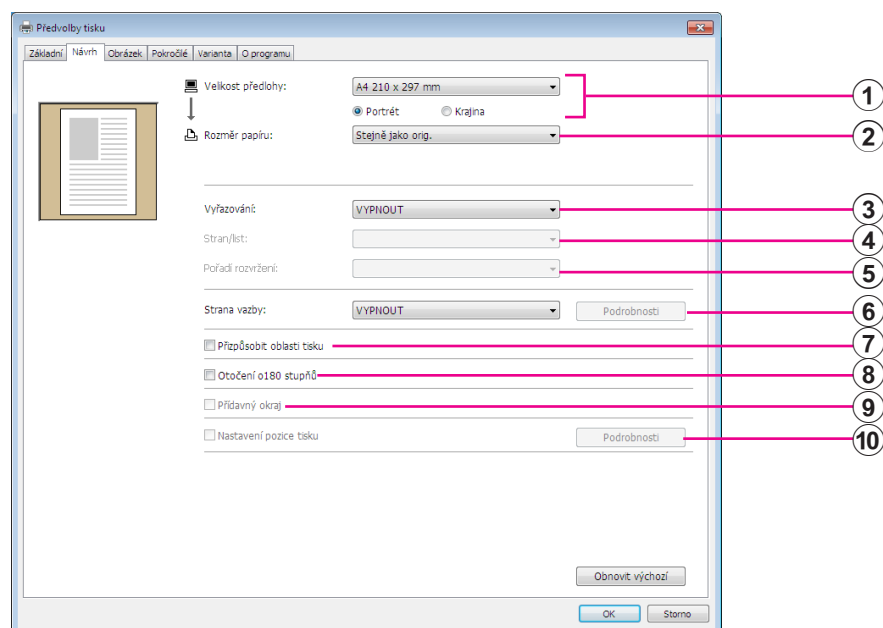 Předvolby tisku
Základní Návrh Obrázek Pokročilé Varianta O programu
Velikost předlohy: A4 210 x 297 mm
1
Portrét Krajina
Rozměr papíru: Stejně jako orig.
2
Vyřazování: VYPNOUT
3
Stran/list:
4
Pořadí rozvržení:
5
Strana vazby: VYPNOUT Podrobnosti
6
Přizpůsobit oblasti tisku
7
Otočení o180 stupňů
8
Přídavný okraj
9
Nastavení pozice tisku Podrobnosti
10
Obnovit výchozí
OK Storno